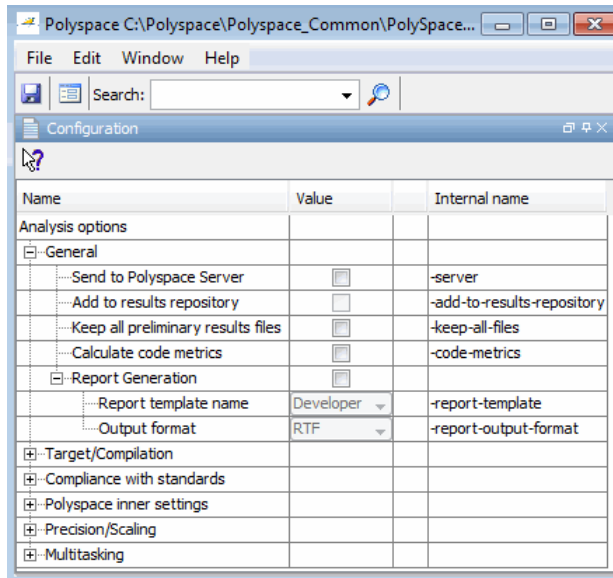 Polyspace C:\Polyspace\Polyspace_Common\PolySpace...
File Edit Window Help
Search:
Configuration
Name Value Internal name
Analysis options
General
Send to Polyspace Server -server
Add to results repository -add-to-results-repository
Keep all preliminary results files -keep-all-files
Calculate code metrics -code-metrics
Report Generation
Report template name Developer -report-template
Output format RTF -report-output-format
Target/Compilation
Compliance with standards
Polyspace inner settings
Precision/Scaling
Multitasking